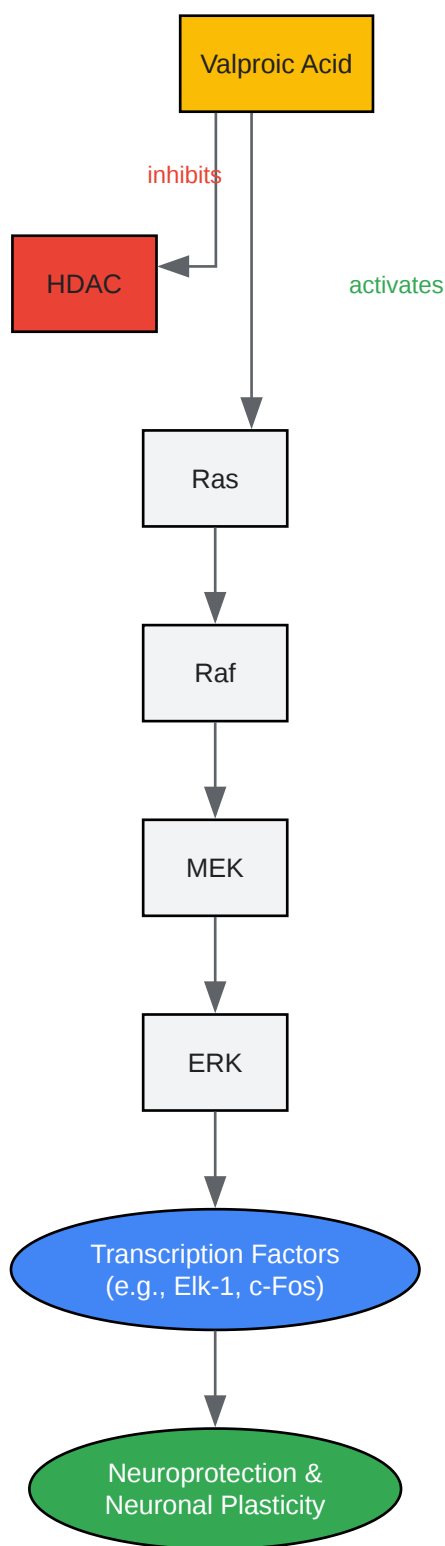 Valproic Acid
inhibits
HDAC
activates
Ras
Raf
MEK
ERK
Transcription Factors
(e.g., Elk-1, c-Fos)
Neuroprotection &
Neuronal Plasticity